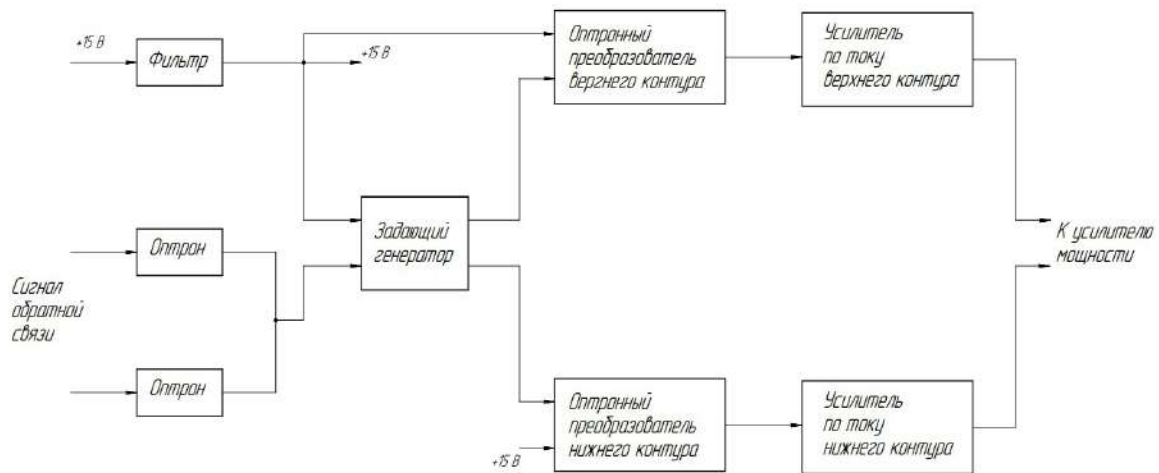 +15 В
Фильтр
+15 В
Оптронный
преобразователь
вергнего контура
Усилитель
по току
верхнего контура
Задающий
генератор
Оптрон
Сигнал
обратной
связи
Оптрон
К усилителю
мощности
Оптронный
преобразователь
нижнего контура
+15 В
Усилитель
по току
нижнего контура